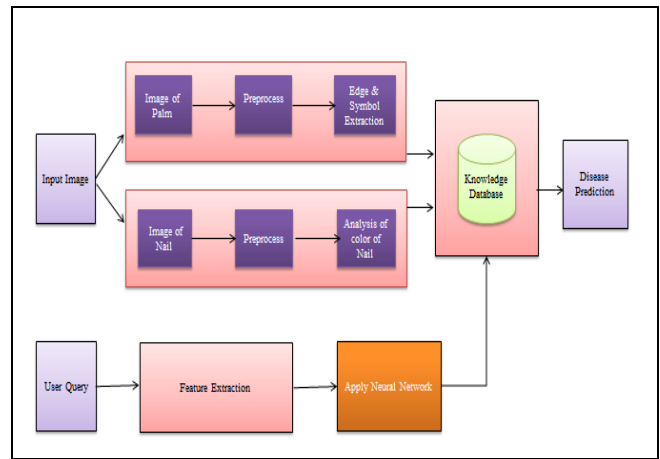 Image of
Palm
Preprocess
Edge &
Symbol
Extraction
Input Image
Knowledge
Database
Disease
Prediction
Image of
Nail
Preprocess
Analysis of
color of
Nail
User Query
Feature Extraction
Apply Neural Network